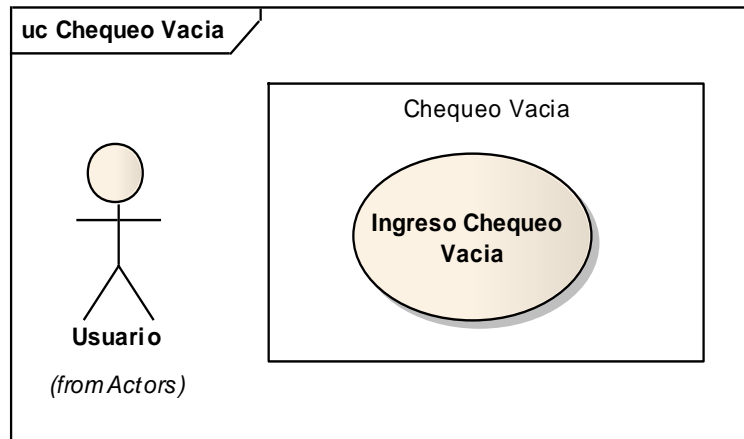 uc Chequeo Vacia
Chequeo Vacia
Ingreso Chequeo
Vacia
Usuario
(from Actors)